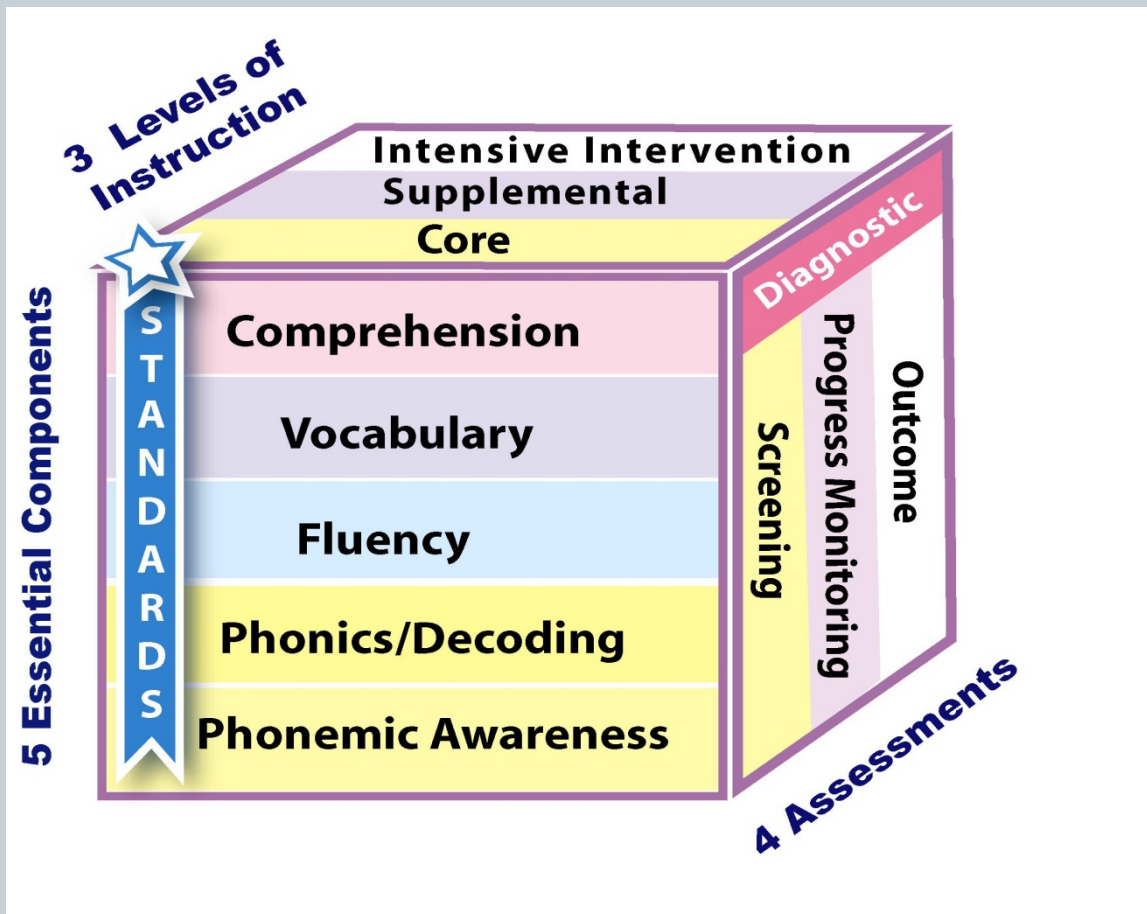 3 Levels of
Instruction
Intensive Intervention
Supplemental
Core
5 Essential Components
STANDARDS
Comprehension
Vocabulary
Fluency
Phonics/Decoding
Phonemic Awareness
Diagnostic
Screening
Progress Monitoring
Outcome
4 Assessments